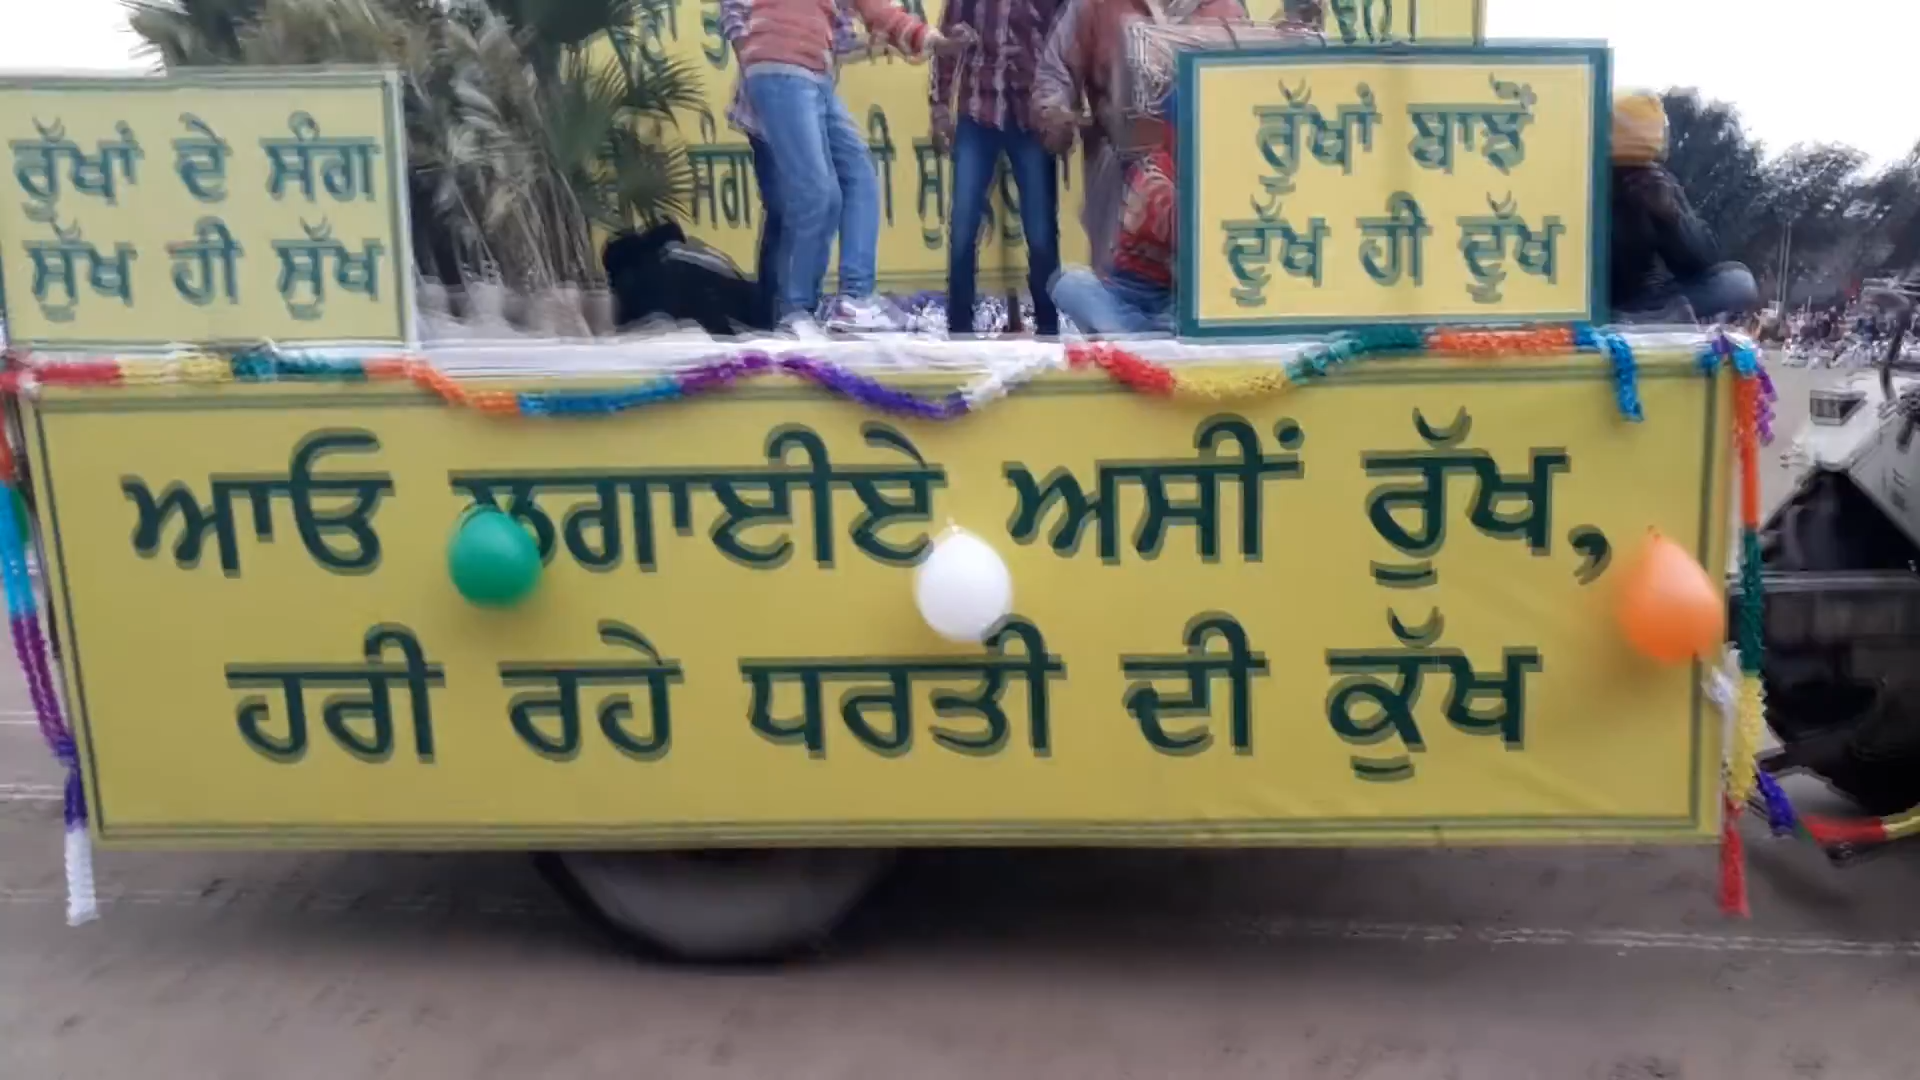 ਰੁੱਖਾਂ ਦੇ ਸੰਗ
ਸੁੱਖ ਹੀ ਸੁੱਖ
ਸੰਗ
ਰੁੱਖਾਂ ਬਾਝੋਂ
ਦੁੱਖ ਹੀ ਦੁੱਖ
ਆਓ ਲਗਾਈਏ ਅਸੀਂ ਰੁੱਖ,
ਹਰੀ ਰਹੇ ਧਰਤੀ ਦੀ ਕੁੱਖ